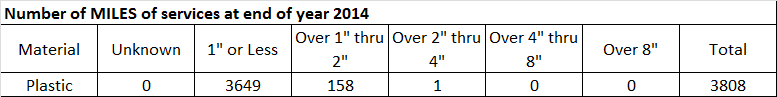 Number of MILES of services at end of year 2014
Material Unknown 1" or Less Over 1" thru 2" Over 2" thru 4" Over 4" thru 8" Over 8" Total
Plastic 0 3649 158 1 0 0 3808